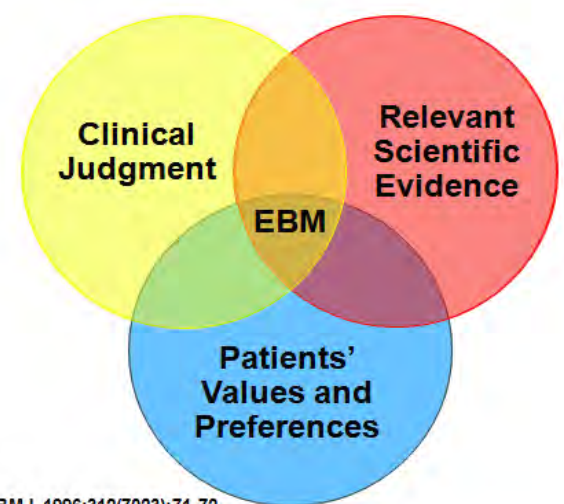 Clinical
Judgment
Relevant
Scientific
Evidence
EBM
Patients’
Values and
Preferences